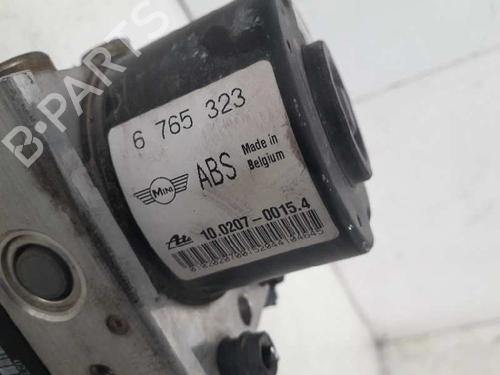 B-PARTS
6 765 323
MINI
ABS
Made in
Belgium
10.0207-0015.4